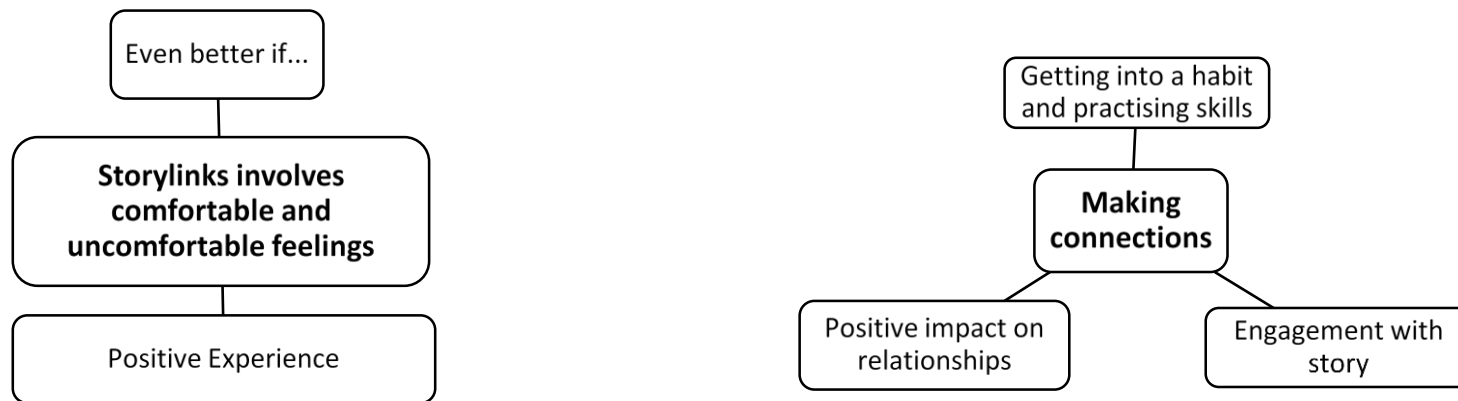 Even better if...
Storylinks involves
comfortable and
uncomfortable feelings
Positive Experience
Getting into a habit
and practising skills
Making
connections
Positive impact on
relationships
Engagement with
story